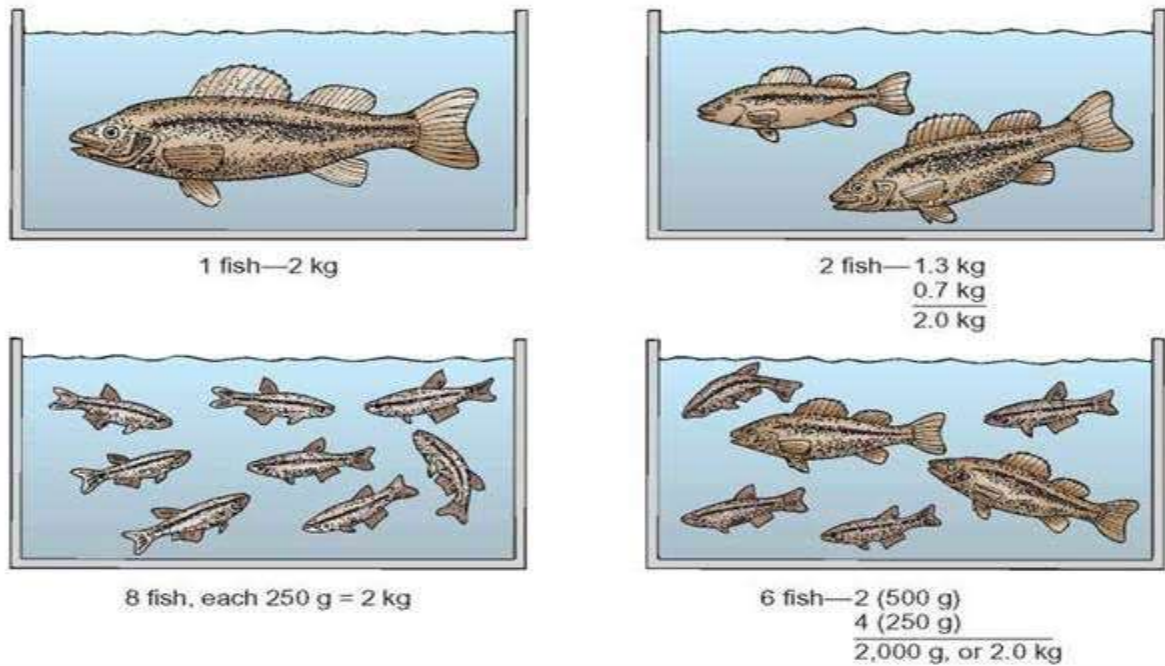 1 fish—2 kg
2 fish—1.3 kg
0.7 kg
2.0 kg
8 fish, each 250 g = 2 kg
6 fish—2 (500 g)
4 (250 g)
2,000 g, or 2.0 kg